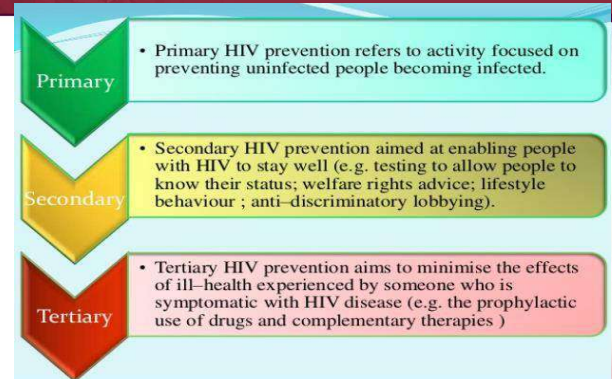 Primary
• Primary HIV prevention refers to activity focused on
preventing uninfected people becoming infected.
Secondary
• Secondary HIV prevention aimed at enabling people
with HIV to stay well (e.g. testing to allow people to
know their status; welfare rights advice; lifestyle
behaviour ; anti–discriminatory lobbying).
Tertiary
• Tertiary HIV prevention aims to minimise the effects
of ill–health experienced by someone who is
symptomatic with HIV disease (e.g. the prophylactic
use of drugs and complementary therapies )